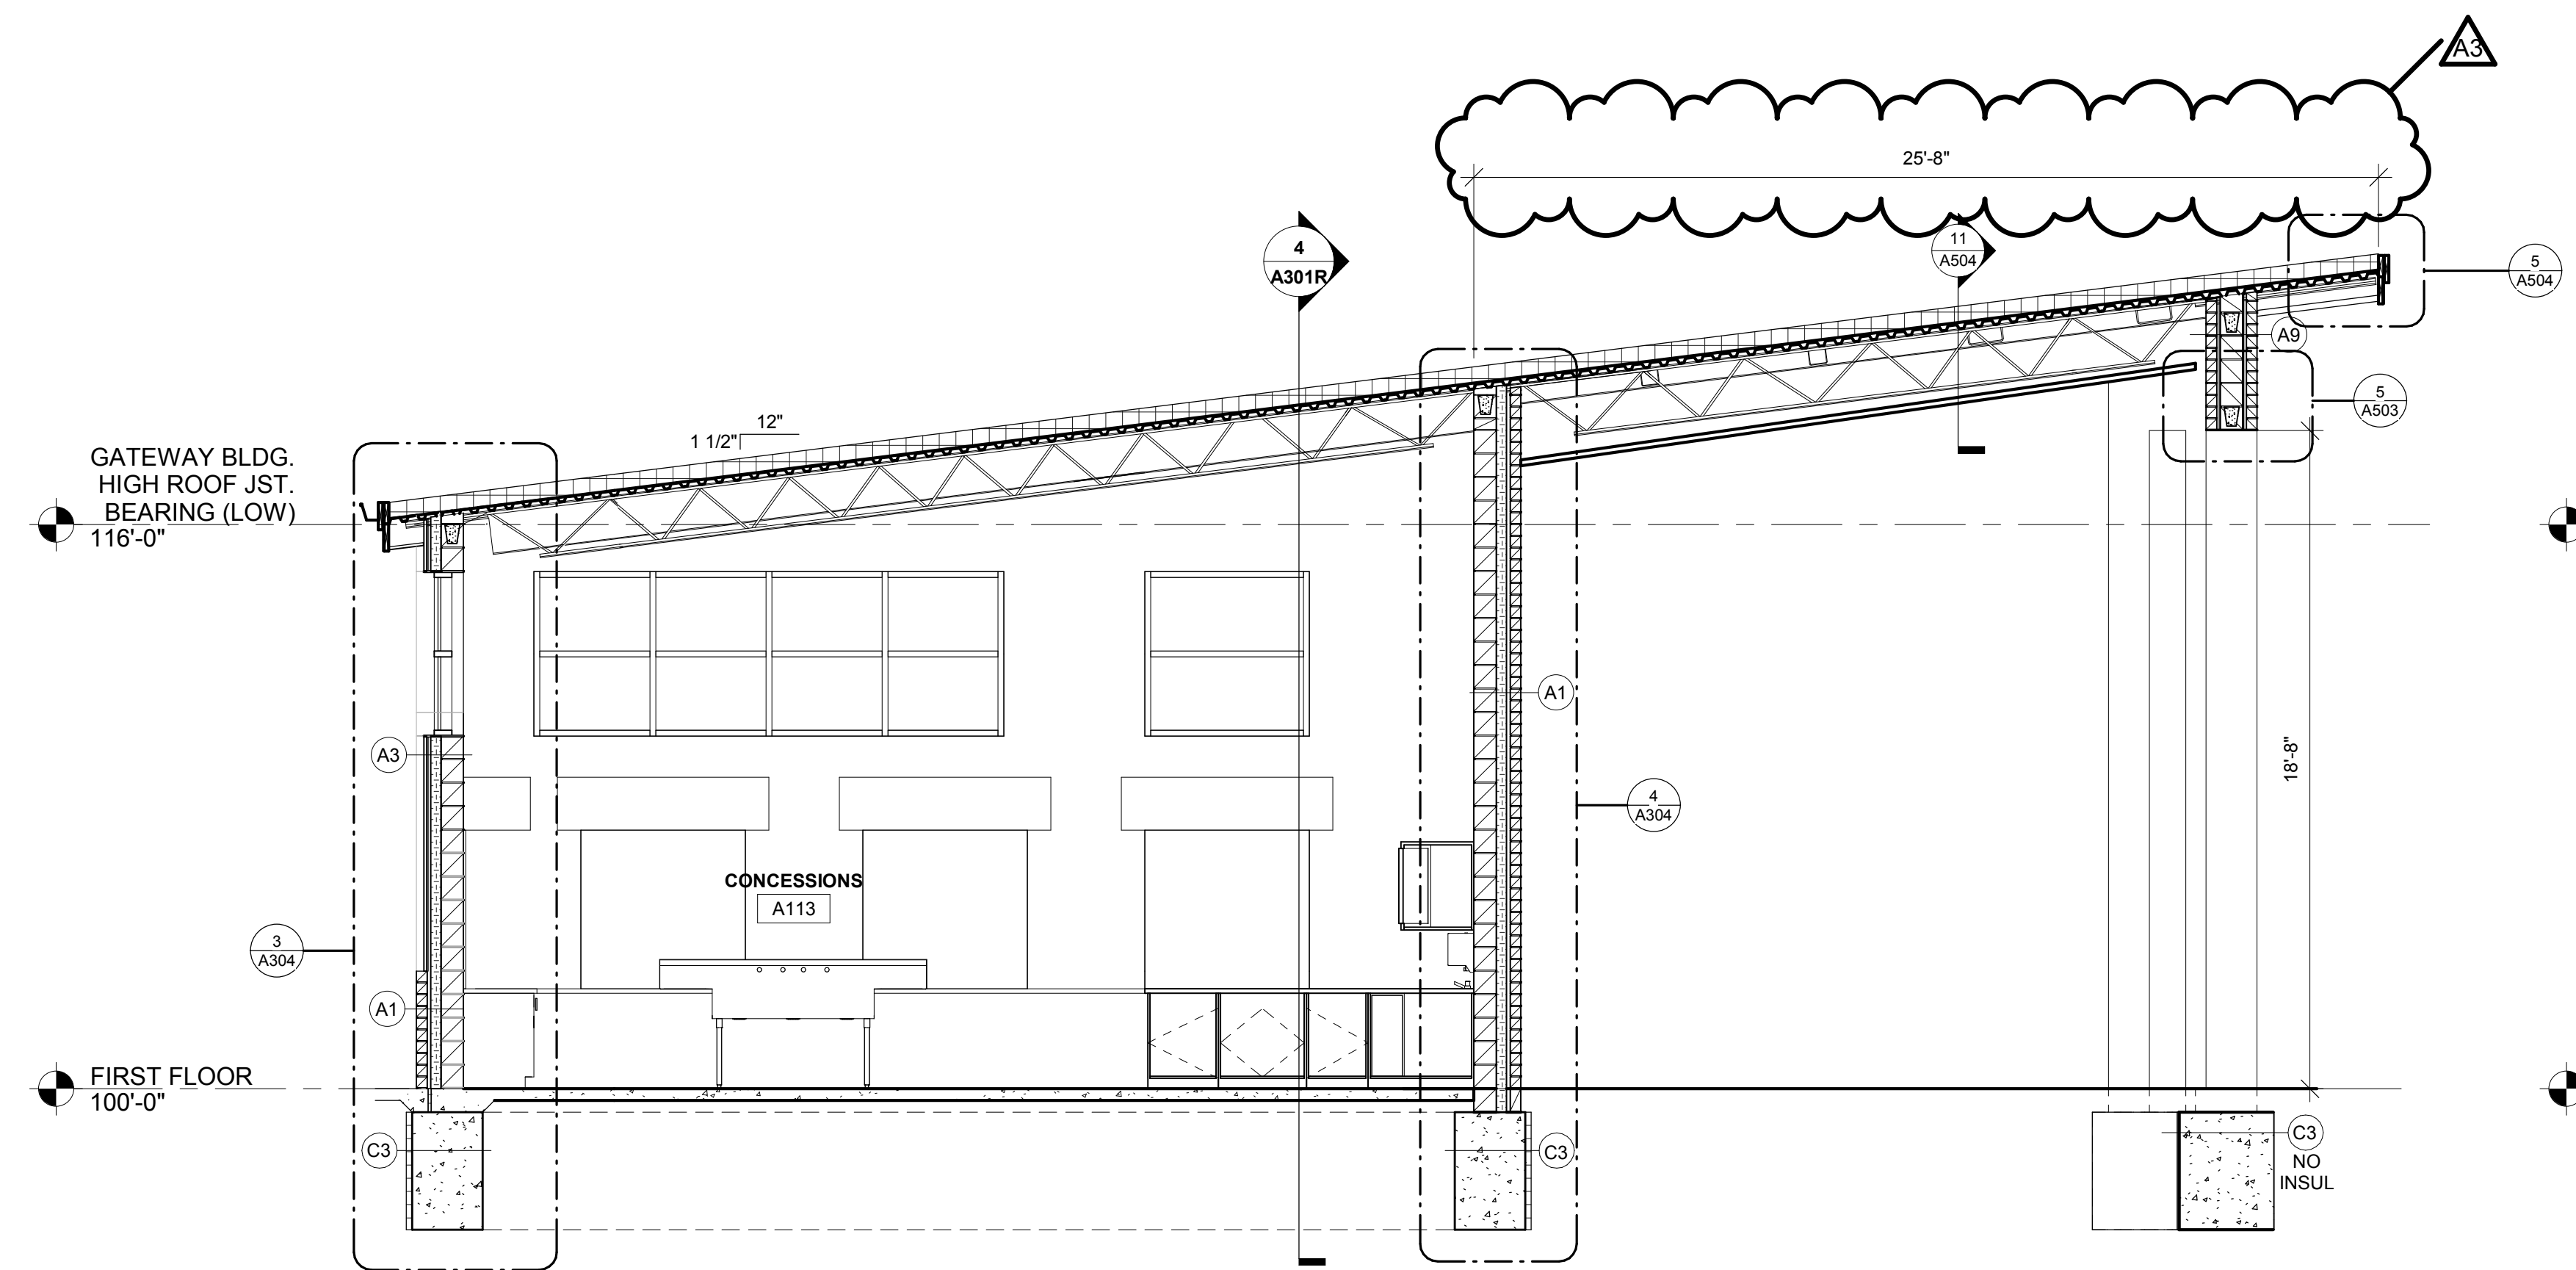 A3
25'-8"
4
A301R
11
A504
5
A504
A9
5
A503
12"
1 1/2"
GATEWAY BLDG.
HIGH ROOF JST.
BEARING (LOW)
116'-0"
A1
A3
18'-8"
4
A304
CONCESSIONS
A113
3
A304
A1
FIRST FLOOR
100'-0"
C3
C3
C3
NO
INSUL